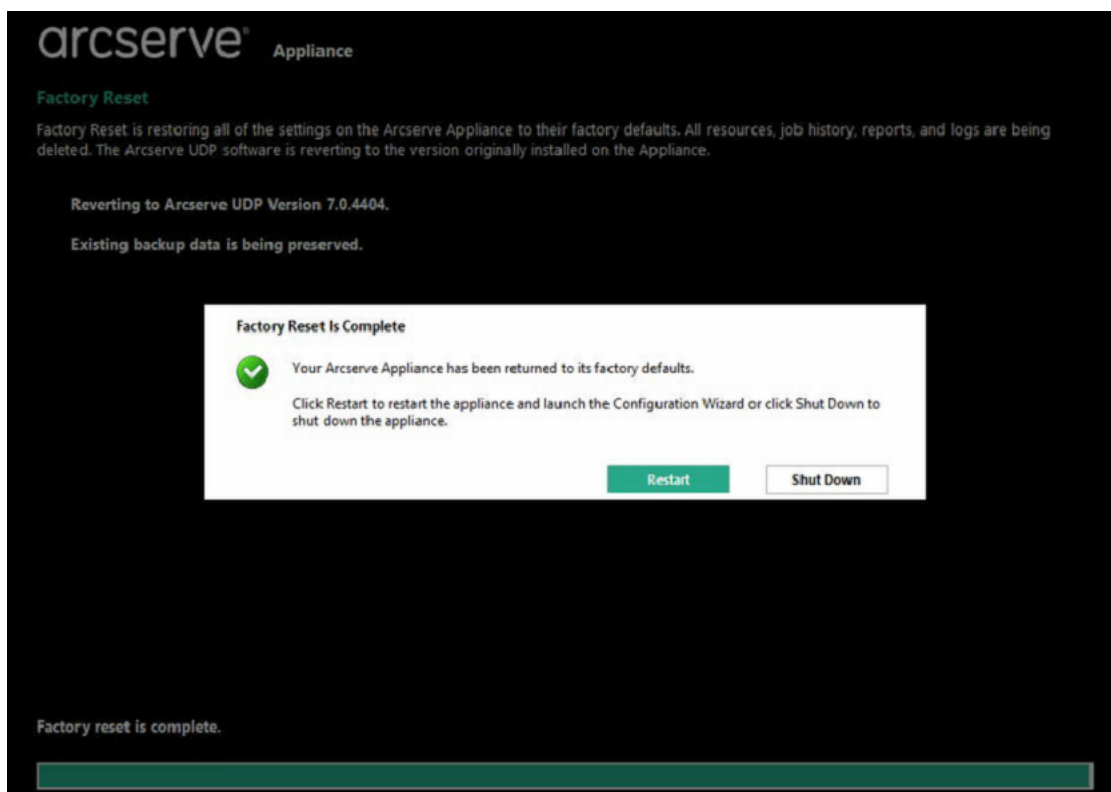 arcserve® Appliance
Factory Reset
Factory Reset is restoring all of the settings on the Arcserve Appliance to their factory defaults. All resources, job history, reports, and logs are being
deleted. The Arcserve UDP software is reverting to the version originally installed on the Appliance.
Reverting to Arcserve UDP Version 7.0.4404.
Existing backup data is being preserved.
Factory Reset Is Complete
Your Arcserve Appliance has been returned to its factory defaults.
Click Restart to restart the appliance and launch the Configuration Wizard or click Shut Down to
shut down the appliance.
Restart Shut Down
Factory reset is complete.